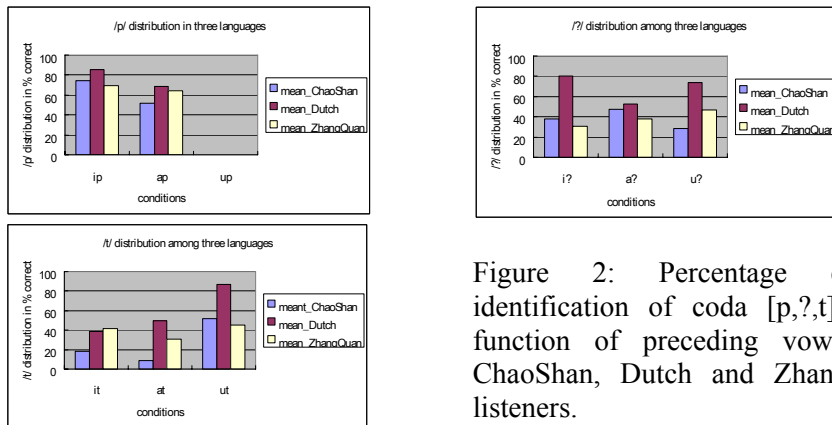 /p/ distribution in three languages
/p/ distribution in % correct
100
80
60
40
20
0
ip ap up
conditions
mean_ChaoShan
mean_Dutch
mean_ZhangQuan
/?/ distribution among three languages
/?/ distribution in % correct
100
80
60
40
20
0
i? a? u?
conditions
mean_ChaoShan
mean_Dutch
mean_ZhangQuan
/t/ distribution among three languages
/t/ distribution in % correct
100
80
60
40
20
0
it at ut
conditions
meant_ChaoShan
mean_Dutch
mean_ZhangQuan
Figure 2: Percentage
identification of coda [p,?,t]
function of preceding vow
ChaoShan, Dutch and Zhan
listeners.